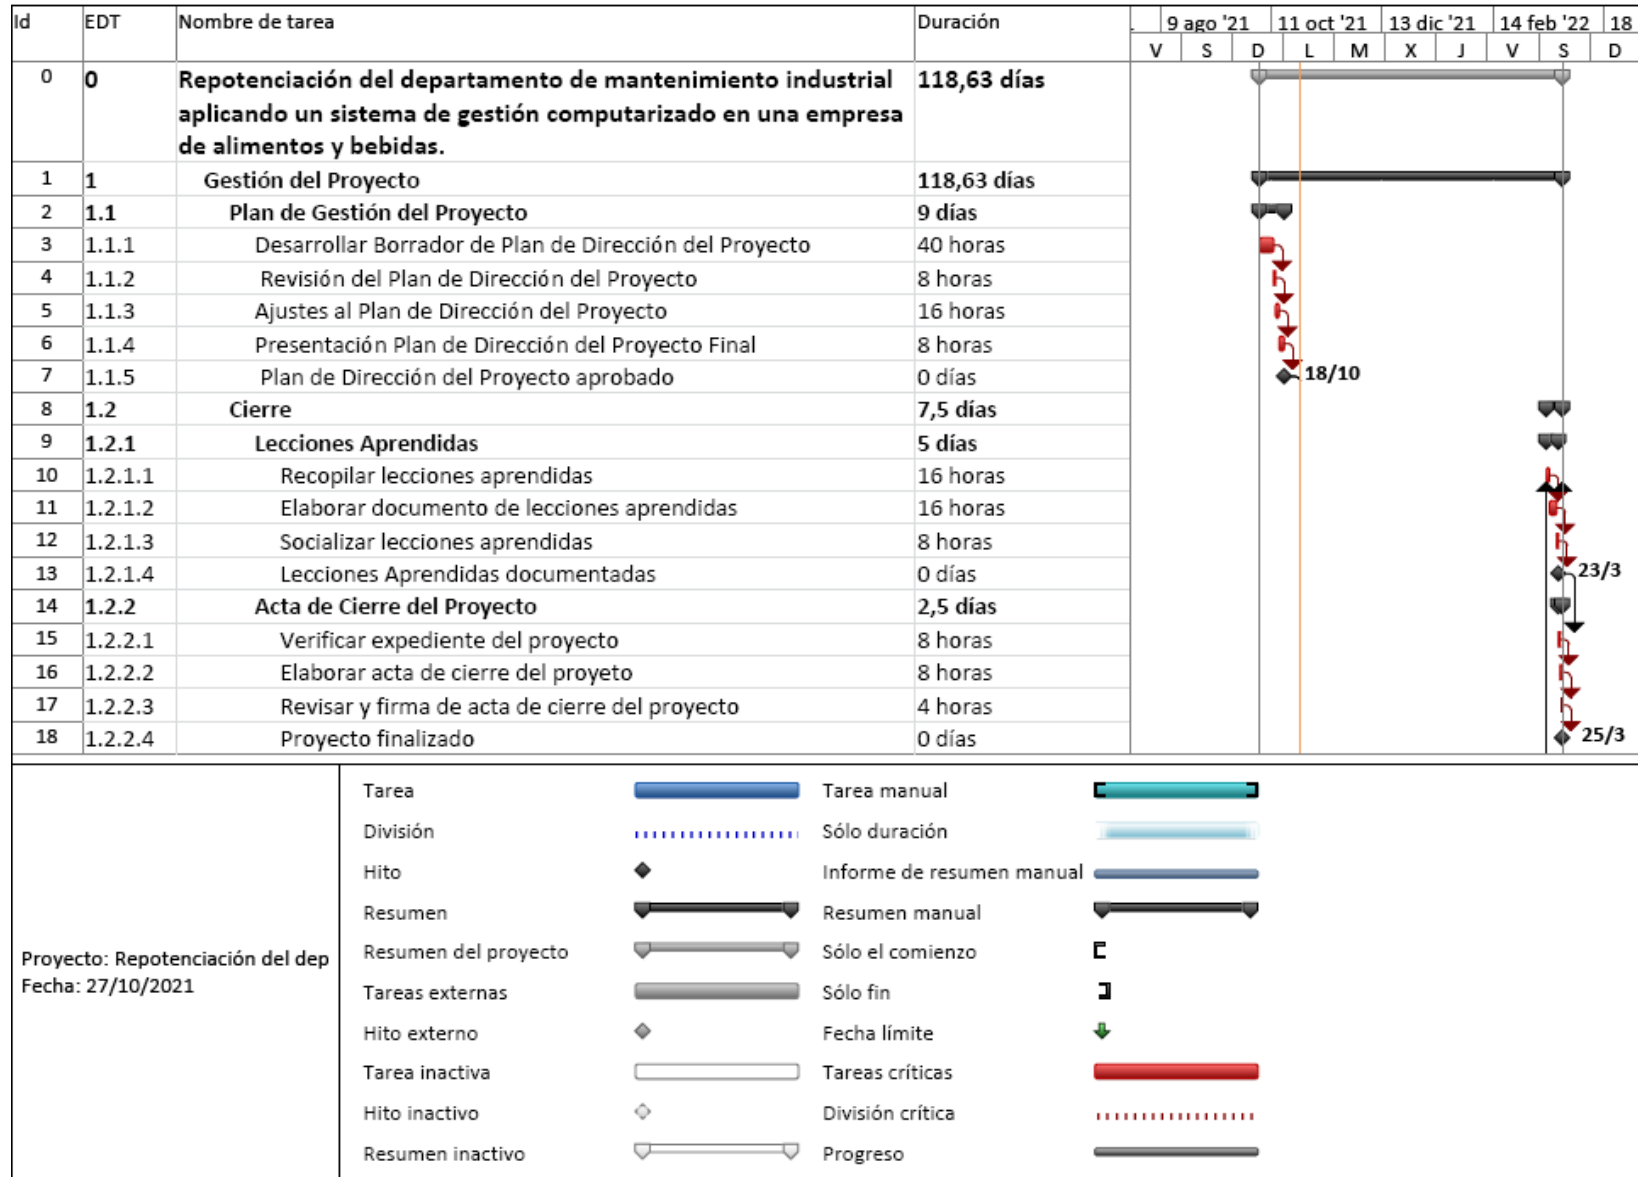 Id EDT Nombre de tarea Duración 9 ago '21 11 oct '21 13 dic '21 14 feb '22 18
V S D L M X J V S D
0 0 Repotenciación del departamento de mantenimiento industrial 118,63 días
aplicando un sistema de gestión computarizado en una empresa
de alimentos y bebidas.
1 1 Gestión del Proyecto 118,63 días
2 1.1 Plan de Gestión del Proyecto 9 días
3 1.1.1 Desarrollar Borrador de Plan de Dirección del Proyecto 40 horas
4 1.1.2 Revisión del Plan de Dirección del Proyecto 8 horas
5 1.1.3 Ajustes al Plan de Dirección del Proyecto 16 horas
6 1.1.4 Presentación Plan de Dirección del Proyecto Final 8 horas
7 1.1.5 Plan de Dirección del Proyecto aprobado 0 días 18/10
8 1.2 Cierre 7,5 días
9 1.2.1 Lecciones Aprendidas 5 días
10 1.2.1.1 Recopilar lecciones aprendidas 16 horas
11 1.2.1.2 Elaborar documento de lecciones aprendidas 16 horas
12 1.2.1.3 Socializar lecciones aprendidas 8 horas
13 1.2.1.4 Lecciones Aprendidas documentadas 0 días 23/3
14 1.2.2 Acta de Cierre del Proyecto 2,5 días
15 1.2.2.1 Verificar expediente del proyecto 8 horas
16 1.2.2.2 Elaborar acta de cierre del proyeto 8 horas
17 1.2.2.3 Revisar y firma de acta de cierre del proyecto 4 horas
18 1.2.2.4 Proyecto finalizado 0 días 25/3
Proyecto: Repotenciación del dep
Fecha: 27/10/2021
Tarea Tarea manual
División Sólo duración
Hito Informe de resumen manual
Resumen Resumen manual
Resumen del proyecto Sólo el comienzo
Tareas externas Sólo fin
Hito externo Fecha límite
Tarea inactiva Tareas críticas
Hito inactivo División crítica
Resumen inactivo Progreso